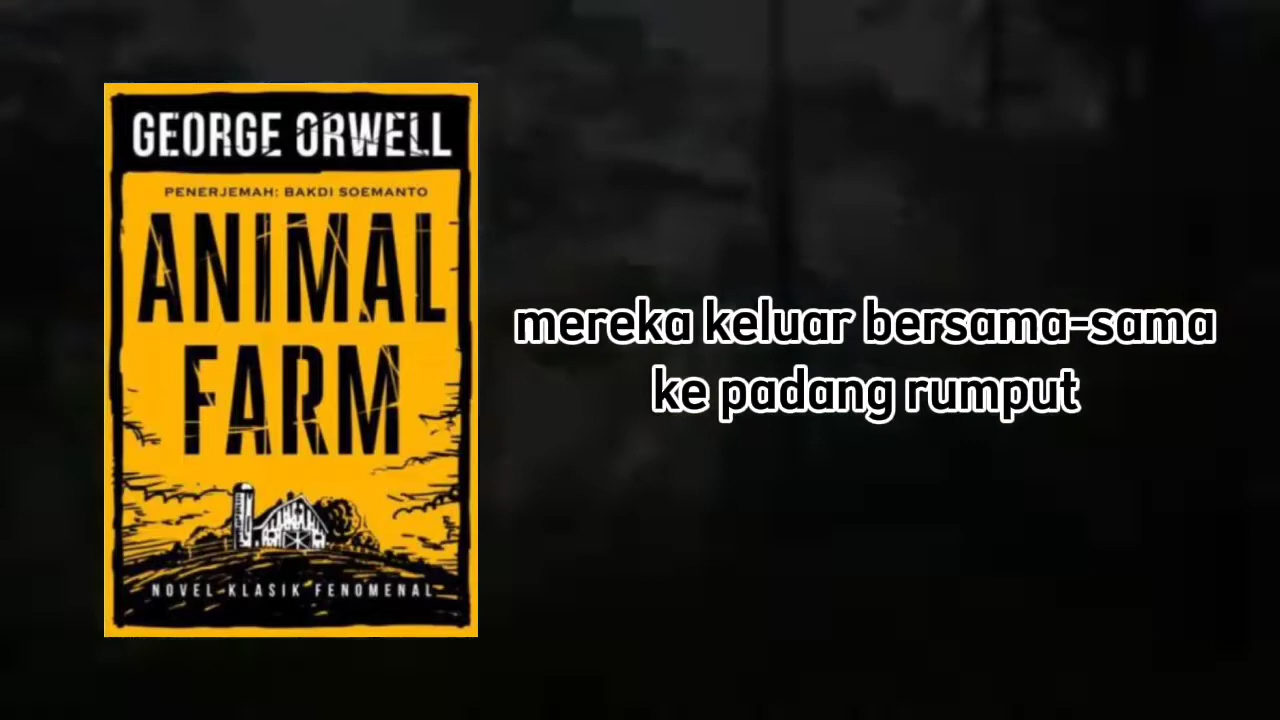 GEORGE ORWELL
PENERJEMAH: BAKDI SOEMANTO
ANIMAL
FARM
NOVEL KLASIK FENOMENAL
mereka keluar bersama-sama
ke padang rumput